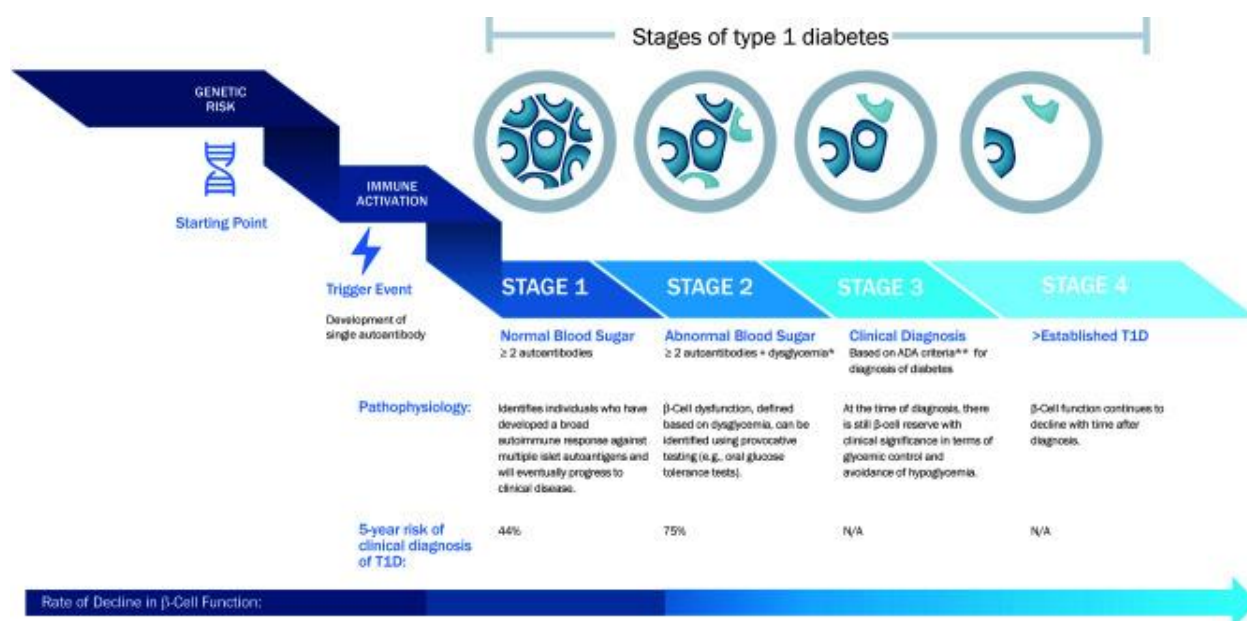 Stages of type 1 diabetes
GENETIC
RISK
Starting Point
IMMUNE
ACTIVATION
Trigger Event
Development of
single autoantibody
STAGE 1
STAGE 2
STAGE 3
STAGE 4
Normal Blood Sugar
≥ 2 autoantibodies
Abnormal Blood Sugar
≥ 2 autoantibodies + dysglycemia*
Clinical Diagnosis
Based on ADA criteria** for
diagnosis of diabetes
>Established T1D
Pathophysiology:
Identifies individuals who have
developed a broad
autoimmune response against
multiple islet autoantigens and
will eventually progress to
clinical disease.
β-Cell dysfunction, defined
based on dysglycemia, can be
identified using provocative
testing (e.g., oral glucose
tolerance tests).
At the time of diagnosis, there
is still β-cell reserve with
clinical significance in terms of
glycemic control and
avoidance of hypoglycemia.
β-Cell function continues to
decline with time after
diagnosis.
5-year risk of
clinical diagnosis
of T1D:
44%
75%
N/A
N/A
Rate of Decline in β-Cell Function: